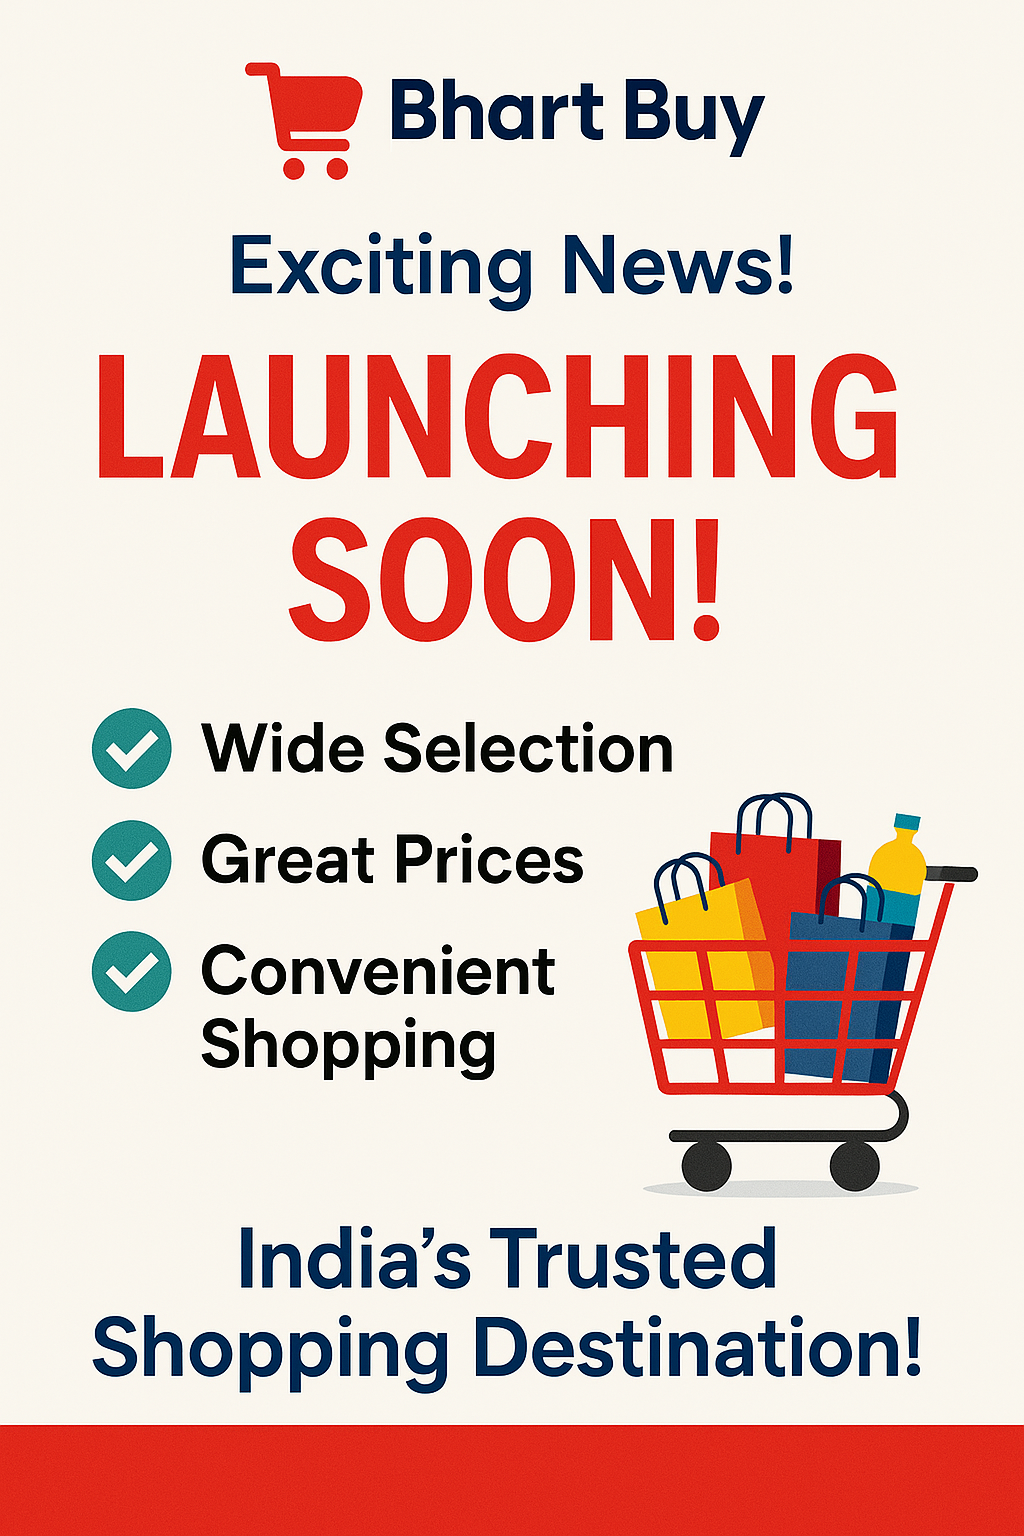 Bhart Buy
Exciting News!
LAUNCHING
SOON!
Wide Selection
Great Prices
Convenient
Shopping
India’s Trusted
Shopping Destination!